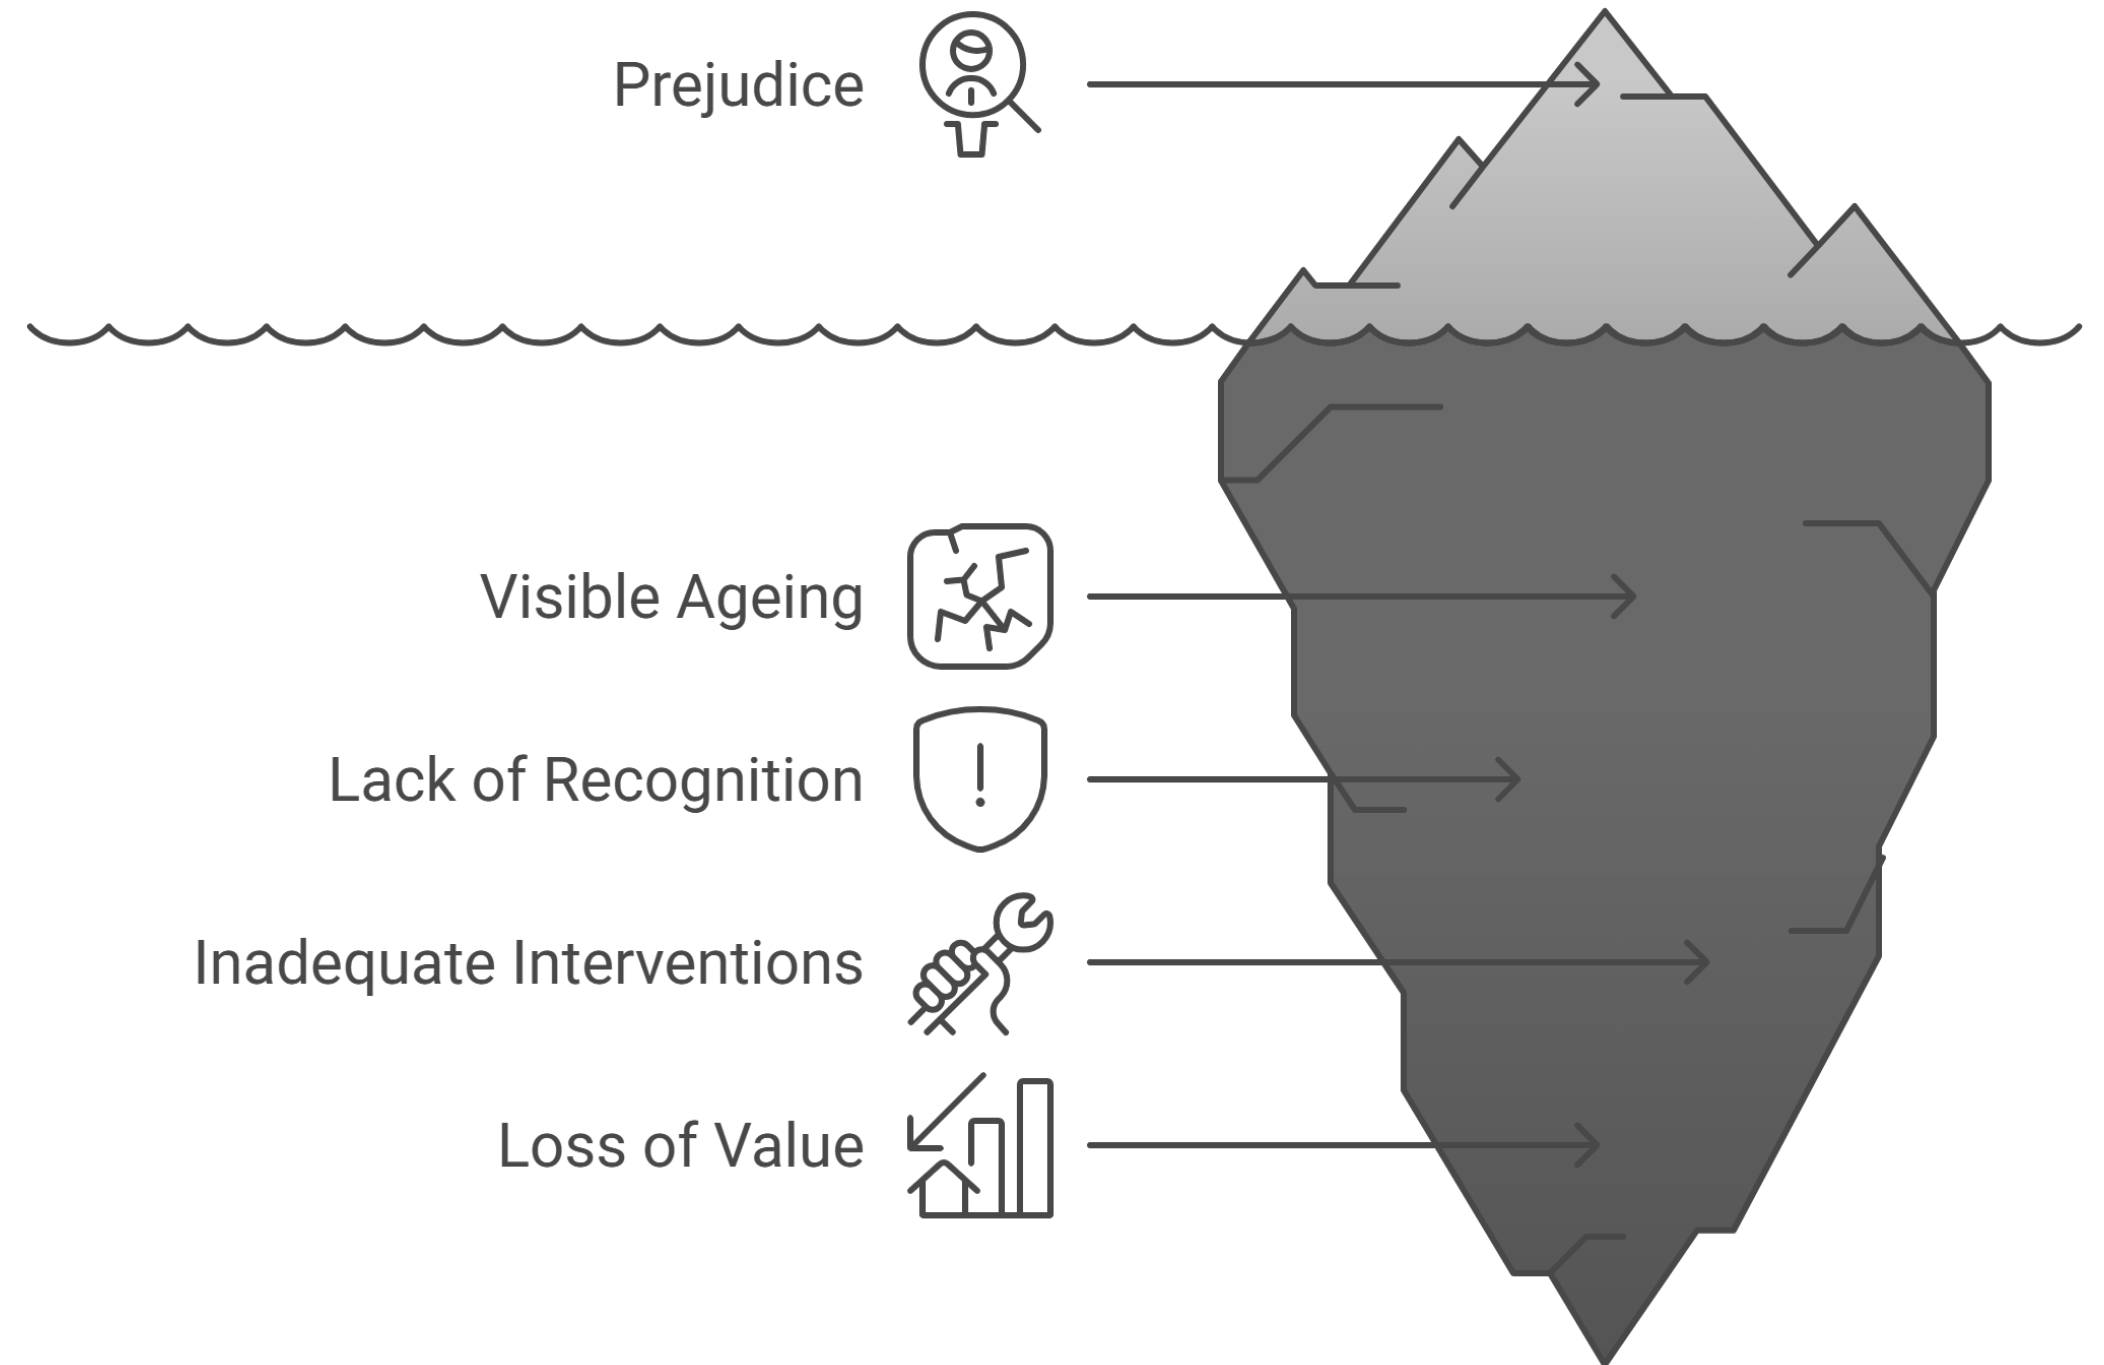 Prejudice
Visible Ageing
Lack of Recognition
Inadequate Interventions
Loss of Value